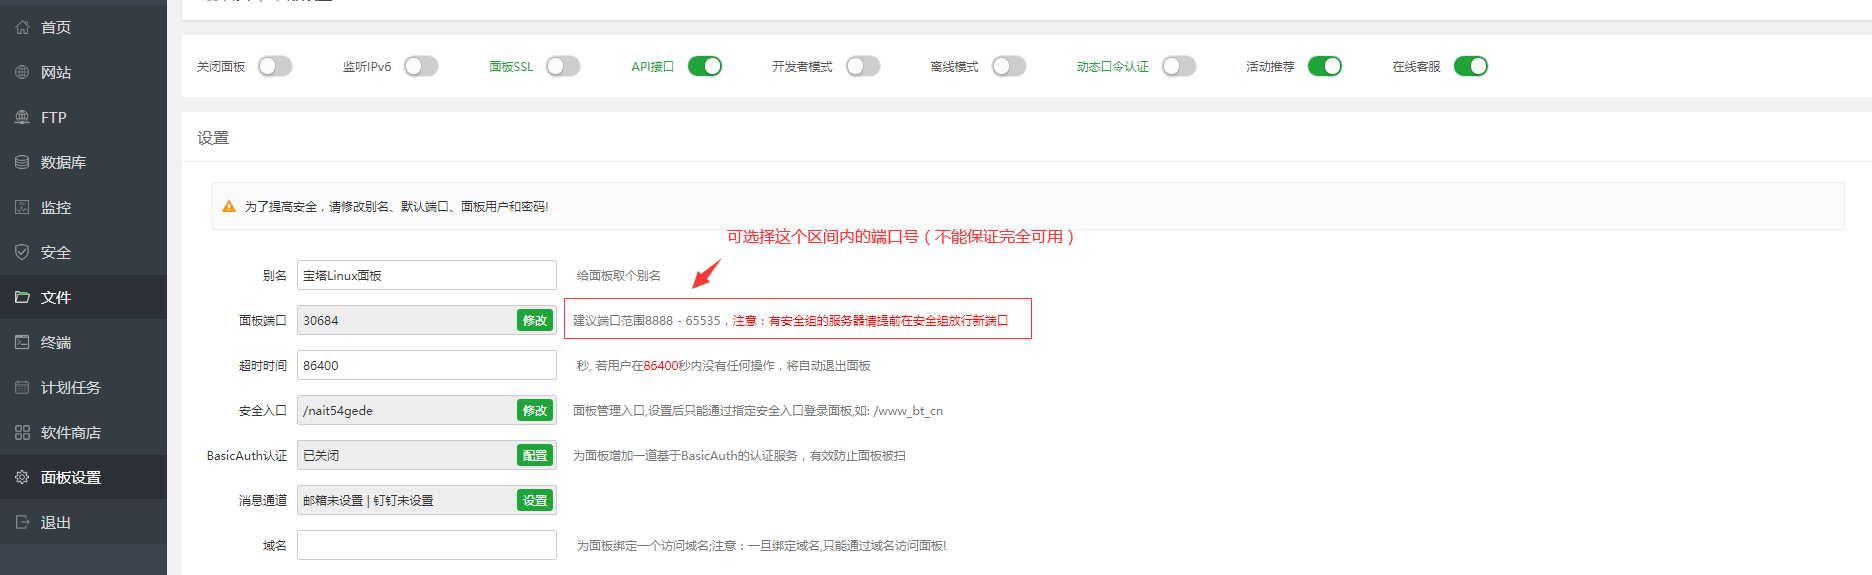 首页
网站
FTP
数据库
监控
安全
文件
终端
计划任务
软件商店
面板设置
退出
关闭面板 监听IPv6 面板SSL API接口 开发者模式 离线模式 动态口令认证 活动推荐 在线客服
设置
为了提高安全，请修改别名、默认端口、面板用户和密码!
可选择这个区间内的端口号（不能保证完全可用）
别名 宝塔Linux面板 给面板取个别名
面板端口 30684 修改 建议端口范围8888 - 65535，注意：有安全组的服务器请提前在安全组放行新端口
超时时间 86400 秒, 若用户在86400秒内没有任何操作，将自动退出面板
安全入口 /nait54gede 修改 面板管理入口,设置后只能通过指定安全入口登录面板,如: /www_bt_cn
BasicAuth认证 已关闭 配置 为面板增加一道基于BasicAuth的认证服务，有效防止面板被扫
消息通道 邮箱未设置 | 钉钉未设置 设置
域名 为面板绑定一个访问域名;注意：一旦绑定域名,只能通过域名访问面板!